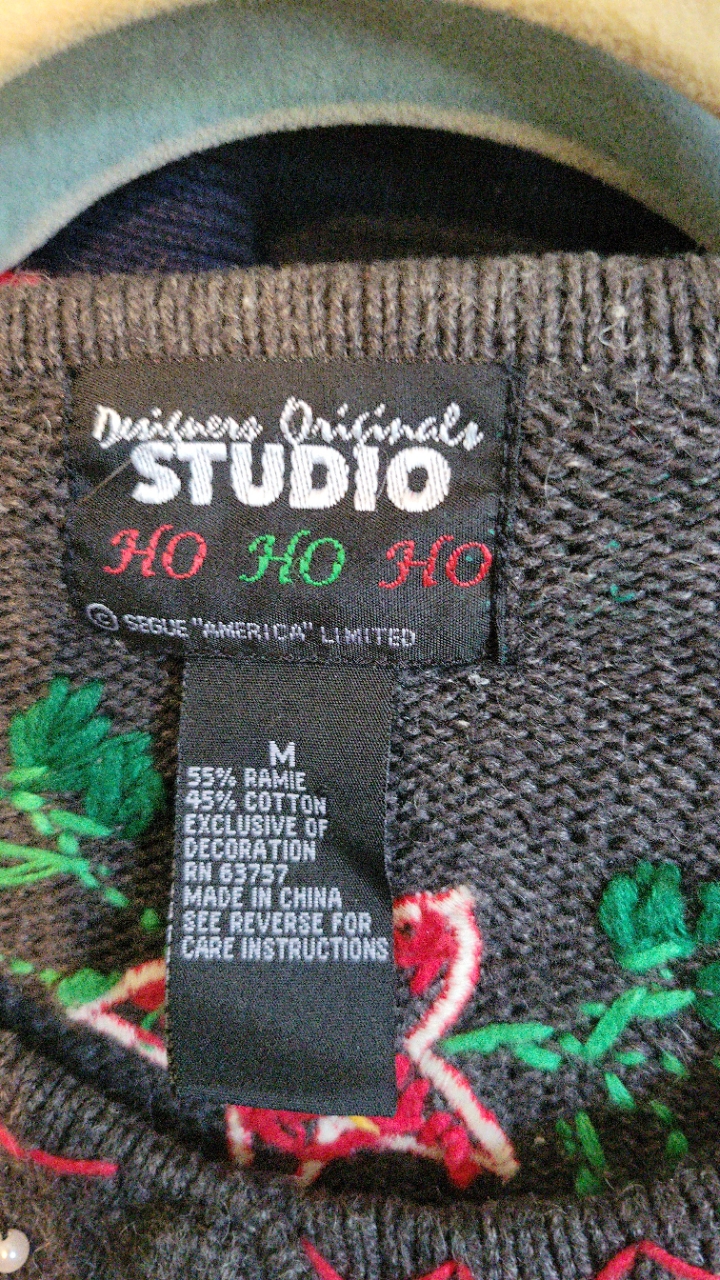 Designers Originals
STUDIO
HO HO HO
© SEGUE "AMERICA" LIMITED
M
55% RAMIE
45% COTTON
EXCLUSIVE OF
DECORATION
RN 63757
MADE IN CHINA
SEE REVERSE FOR
CARE INSTRUCTIONS